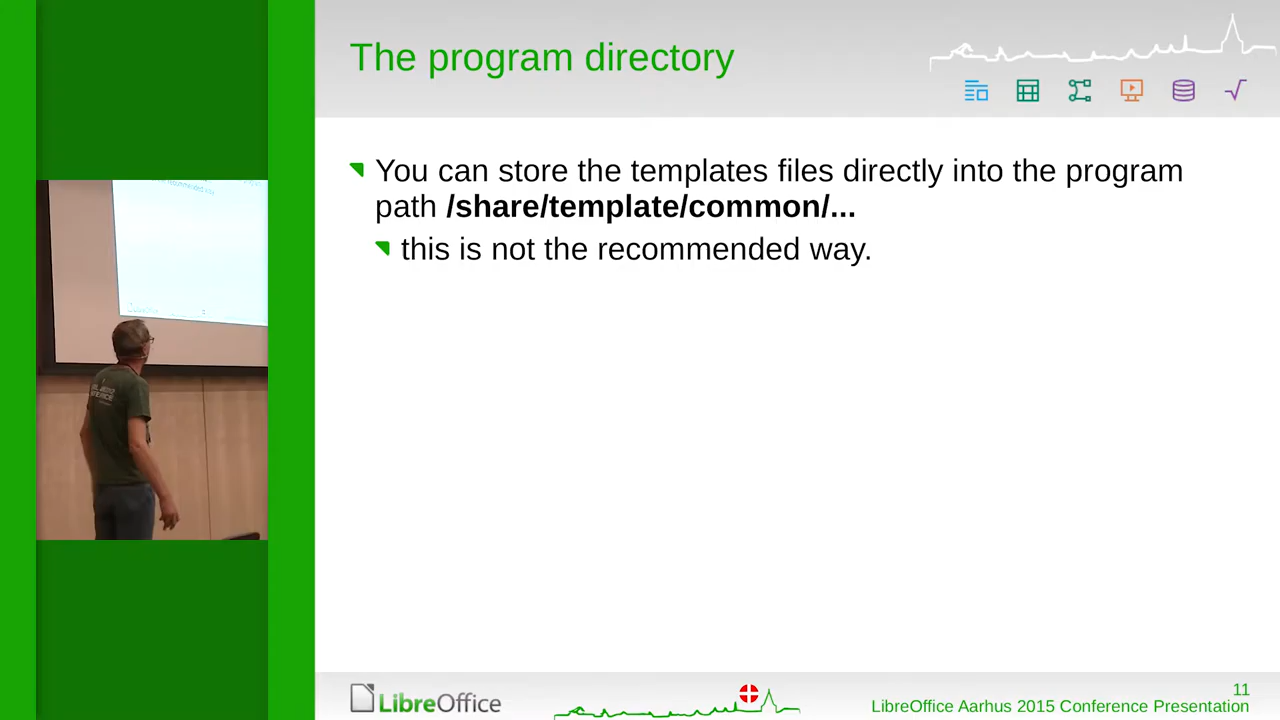 The program directory
You can store the templates files directly into the program
path /share/template/common/...
this is not the recommended way.
LibreOffice
11
LibreOffice Aarhus 2015 Conference Presentation